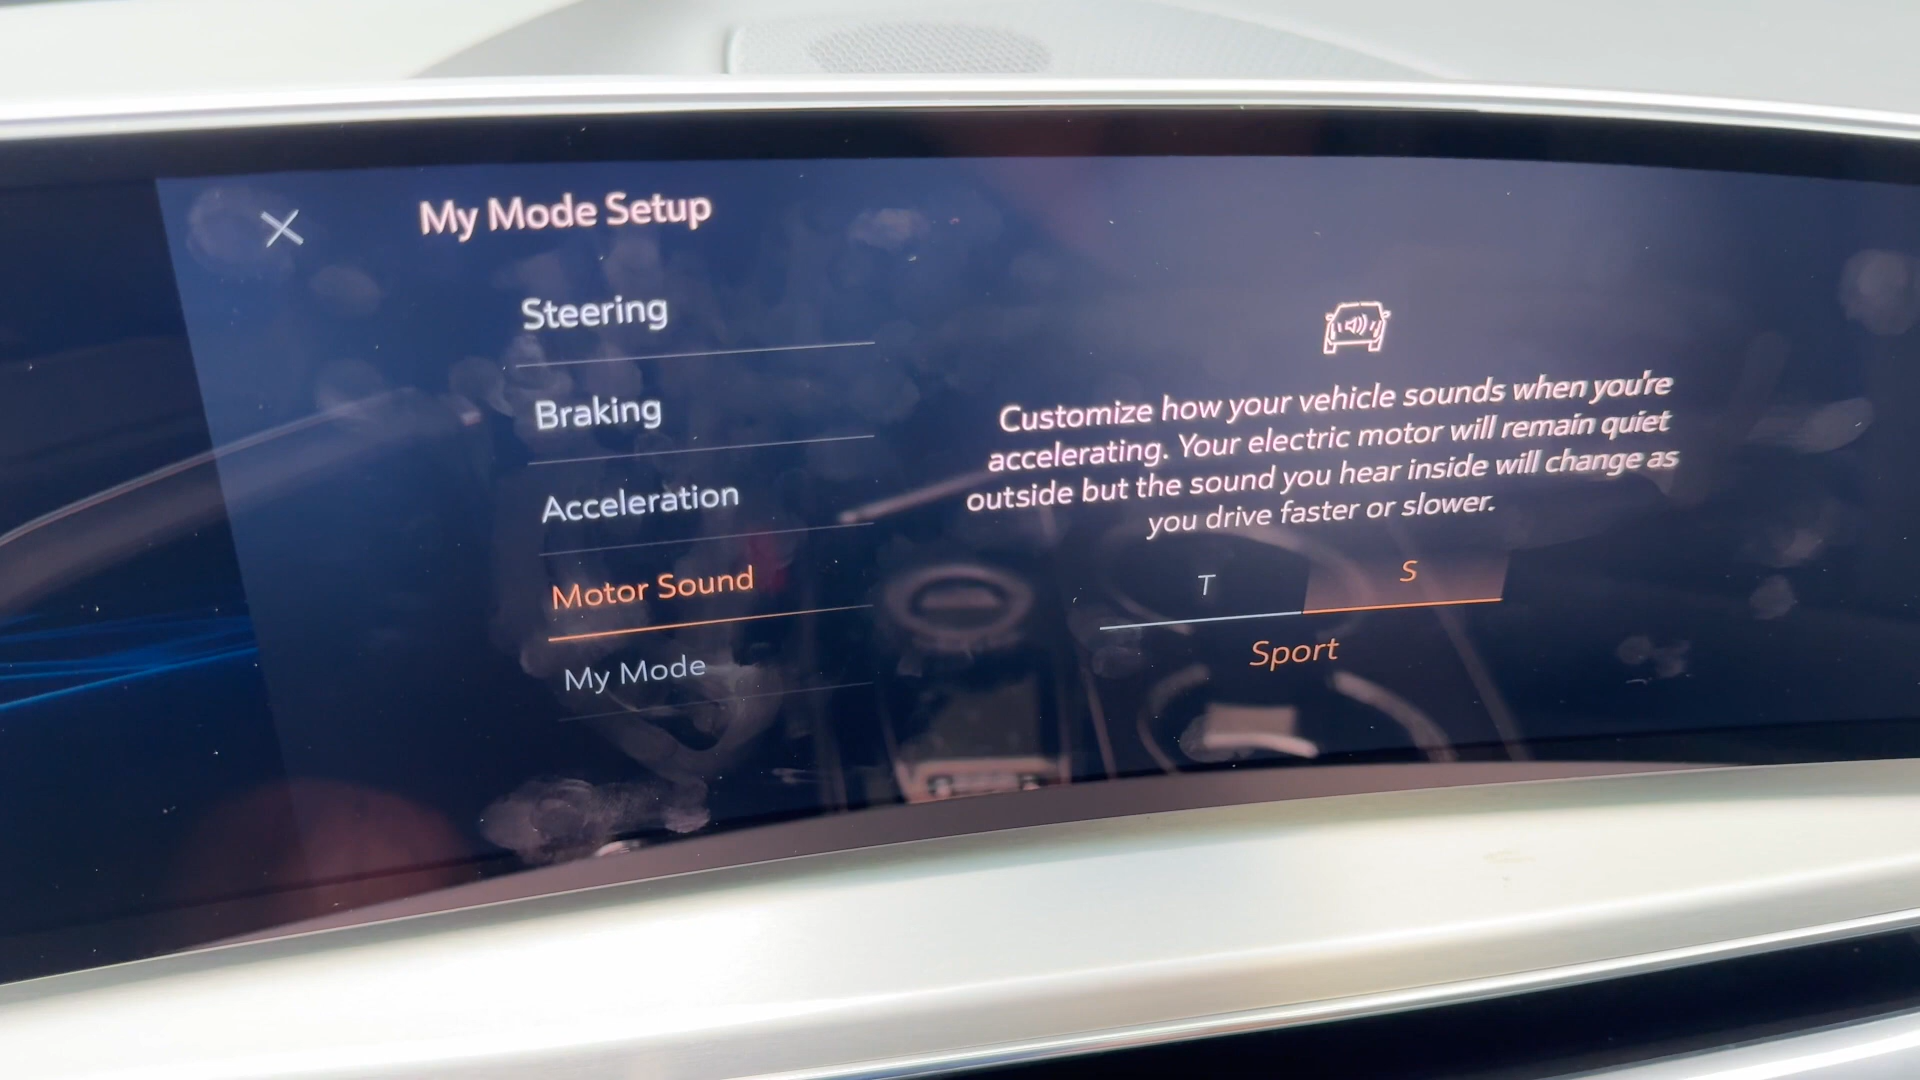 My Mode Setup
Steering
Braking
Acceleration
Motor Sound
My Mode
Customize how your vehicle sounds when you're
accelerating. Your electric motor will remain quiet
outside but the sound you hear inside will change as
you drive faster or slower.
T
S
Sport